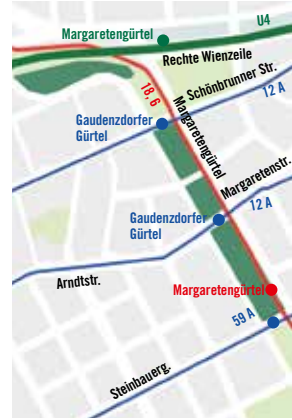 U4
Margaretengürtel
Rechte Wienzeile
Schönbrunner Str.
12 A
18, 6
Margaretengürtel
Gaudenzdorfer
Gürtel
Margaretenstr.
12 A
Gaudenzdorfer
Gürtel
Arndtstr.
Margaretengürtel
59 A
Steinbauerg.